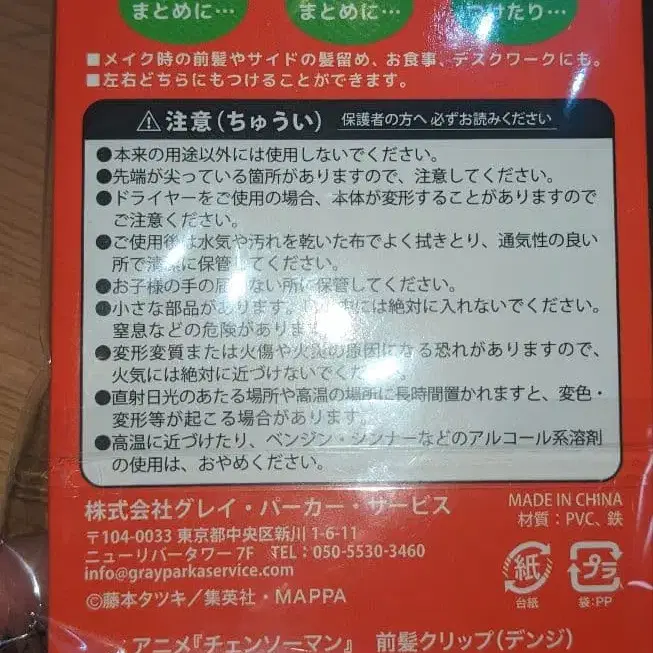 まとめに…
まとめに…
つけたり…
■メイク時の前髪やサイドの髪留め、お食事、デスクワークにも。
■左右どちらにもつけることができます。
⚠注意(ちゅうい) 保護者の方へ 必ずお読みください
●本来の用途以外には使用しないでください。
●先端が尖っている箇所がありますので、注意してください。
●ドライヤーをご使用の場合、本体が変形することがありますので
ご注意ください。
●ご使用後は水気や汚れを乾いた布でよく拭きとり、通気性の良い
所で清潔に保管してください。
●お子様の手の届かない所に保管してください。
●小さな部品があります。には絶対に入れないでください。
窒息などの危険があります
●変形変質または火傷や火災の原因になる恐れがありますので、
火気には絶対に近づけないでください。
●直射日光のあたる場所や高温の場所に長時間置かれますと、変色・
変形等が起こる場合があります。
●高温に近づけたり、ベンジン・シンナーなどのアルコール系溶剤
の使用は、おやめください。
株式会社グレイ・パーカー・サービス
〒104-0033 東京都中央区新川 1-6-11
ニューリバータワー 7F TEL：050-5530-3460
info@grayparkaservice.com
©藤本タツキ／集英社・MAPPA
MADE IN CHINA
材質：PVC、鉄
紙
台紙
プラ
袋：PP
アニメ『チェンソーマン』 前髪クリップ(デンジ)